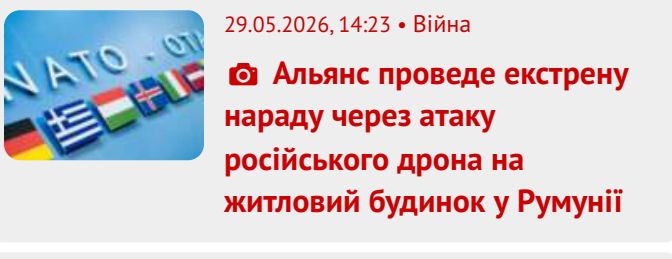 NATO - OT
29.05.2026, 14:23 • Війна
Альянс проведе екстрену
нараду через атаку
російського дрона на
житловий будинок у Румунії